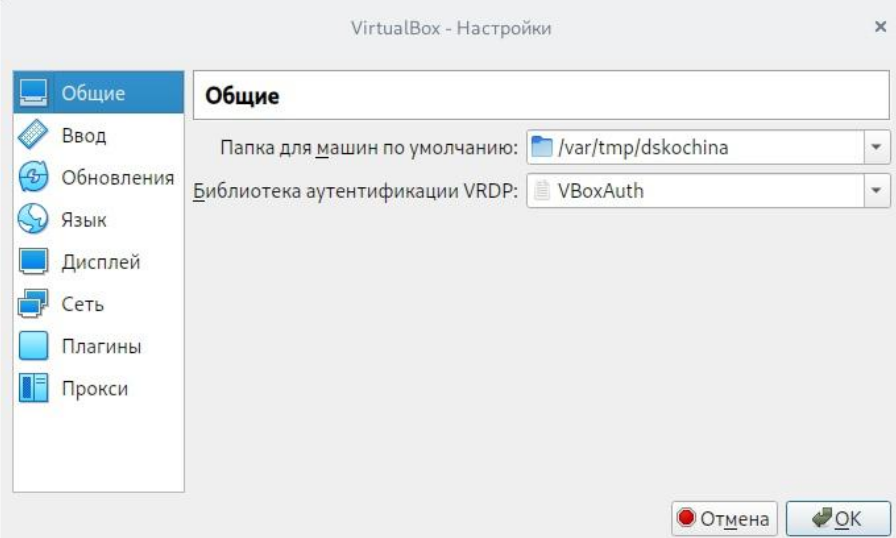 VirtualBox - Настройки
Общие
Ввод
Обновления
Язык
Дисплей
Сеть
Плагины
Прокси
Общие
Папка для машин по умолчанию: /var/tmp/dskochina
Библиотека аутентификации VRDP: VBoxAuth
Отмена
OK